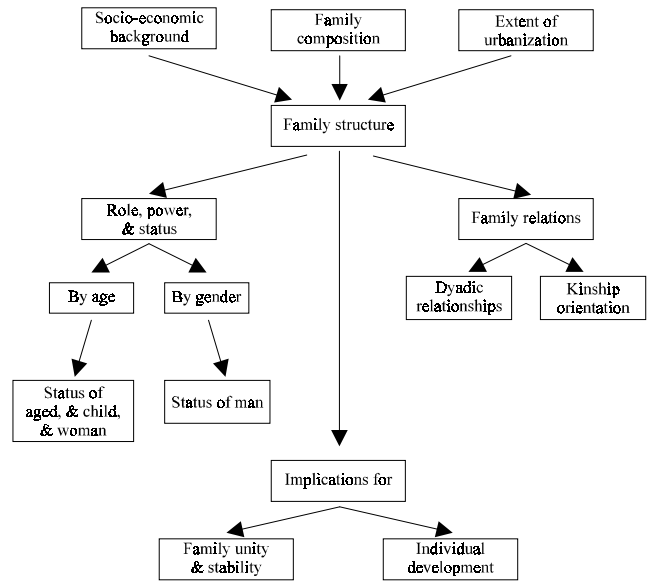 Socio-economic
background
Family
composition
Extent of
urbanization
Family structure
Role, power,
& status
Family relations
By age
By gender
Dyadic
relationships
Kinship
orientation
Status of
aged, & child,
& woman
Status of man
Implications for
Family unity
& stability
Individual
development